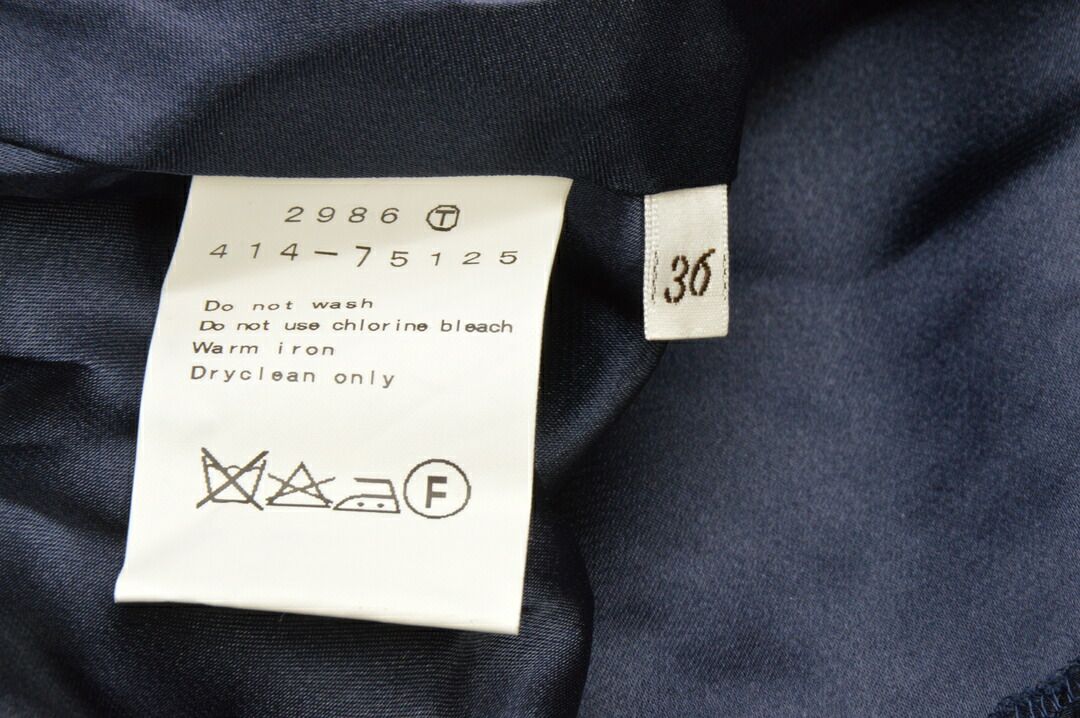 2986 T
414-75125
Do not wash
Do not use chlorine bleach
Warm iron
Dryclean only
F
36